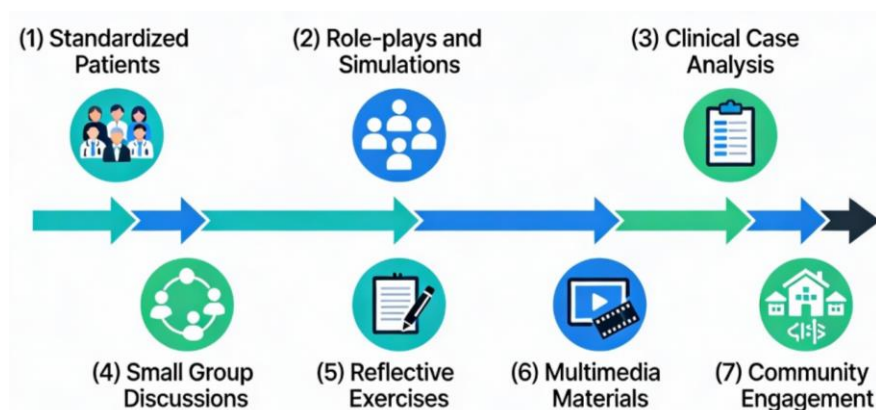 (1) Standardized
Patients
(2) Role-plays and
Simulations
(3) Clinical Case
Analysis
(4) Small Group
Discussions
(5) Reflective
Exercises
(6) Multimedia
Materials
(7) Community
Engagement